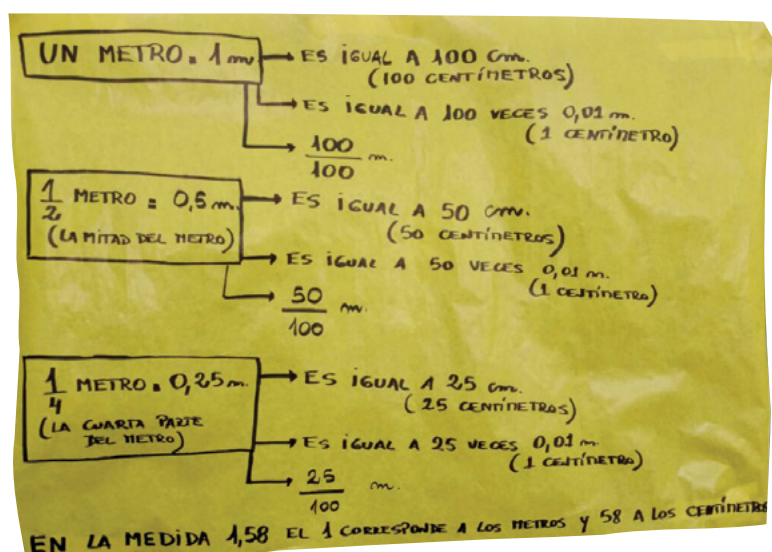 UN METRO = 1 m
ES IGUAL A 100 cm.
(100 CENTÍMETROS)
ES IGUAL A 100 VECES 0,01 m.
(1 CENTÍMETRO)
100/100 m.
1/2 METRO = 0,5 m.
(LA MITAD DEL METRO)
ES IGUAL A 50 cm.
(50 CENTÍMETROS)
ES IGUAL A 50 VECES 0,01 m.
(1 CENTÍMETRO)
50/100 m.
1/4 METRO = 0,25 m.
(LA CUARTA PARTE
DEL METRO)
ES IGUAL A 25 cm.
(25 CENTÍMETROS)
ES IGUAL A 25 VECES 0,01 m.
(1 CENTÍMETRO)
25/100 m.
EN LA MEDIDA 1,58 EL 1 CORRESPONDE A LOS METROS Y 58 A LOS CENTÍMETROS